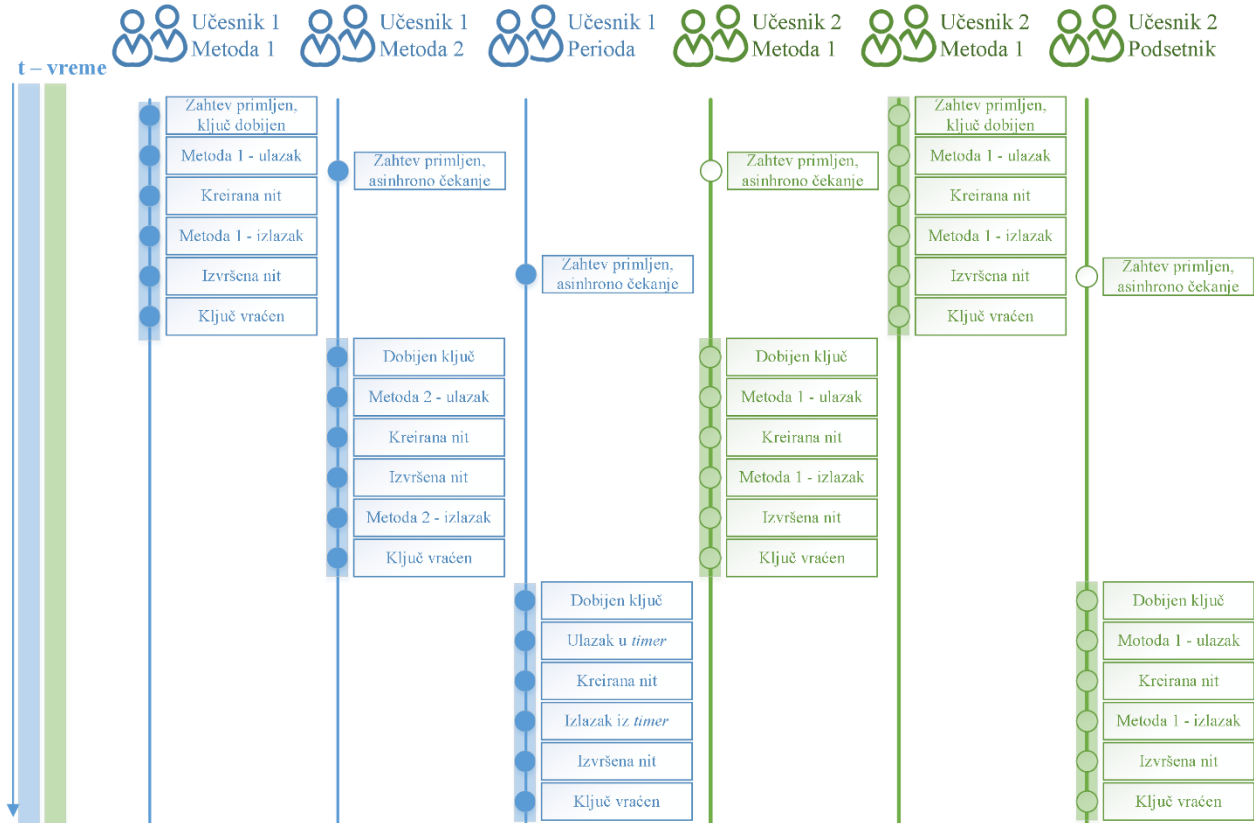 Učesnik 1
Metoda 1
Učesnik 1
Metoda 2
Učesnik 1
Perioda
Učesnik 2
Metoda 1
Učesnik 2
Metoda 1
Učesnik 2
Podsetnik
t – vreme
Zahtev primljen,
ključ dobijen
Metoda 1 - ulazak
Kreirana nit
Metoda 1 - izlazak
Izvršena nit
Ključ vraćen
Zahtev primljen,
asinhrono čekanje
Dobijen ključ
Metoda 2 - ulazak
Kreirana nit
Izvršena nit
Metoda 2 - izlazak
Ključ vraćen
Zahtev primljen,
asinhrono čekanje
Dobijen ključ
Ulazak u timer
Kreirana nit
Izlazak iz timer
Izvršena nit
Ključ vraćen
Zahtev primljen,
asinhrono čekanje
Dobijen ključ
Metoda 1 - ulazak
Kreirana nit
Metoda 1 - izlazak
Izvršena nit
Ključ vraćen
Zahtev primljen,
ključ dobijen
Metoda 1 - ulazak
Kreirana nit
Metoda 1 - izlazak
Izvršena nit
Ključ vraćen
Zahtev primljen,
asinhrono čekanje
Dobijen ključ
Motoda 1 - ulazak
Kreirana nit
Metoda 1 - izlazak
Izvršena nit
Ključ vraćen